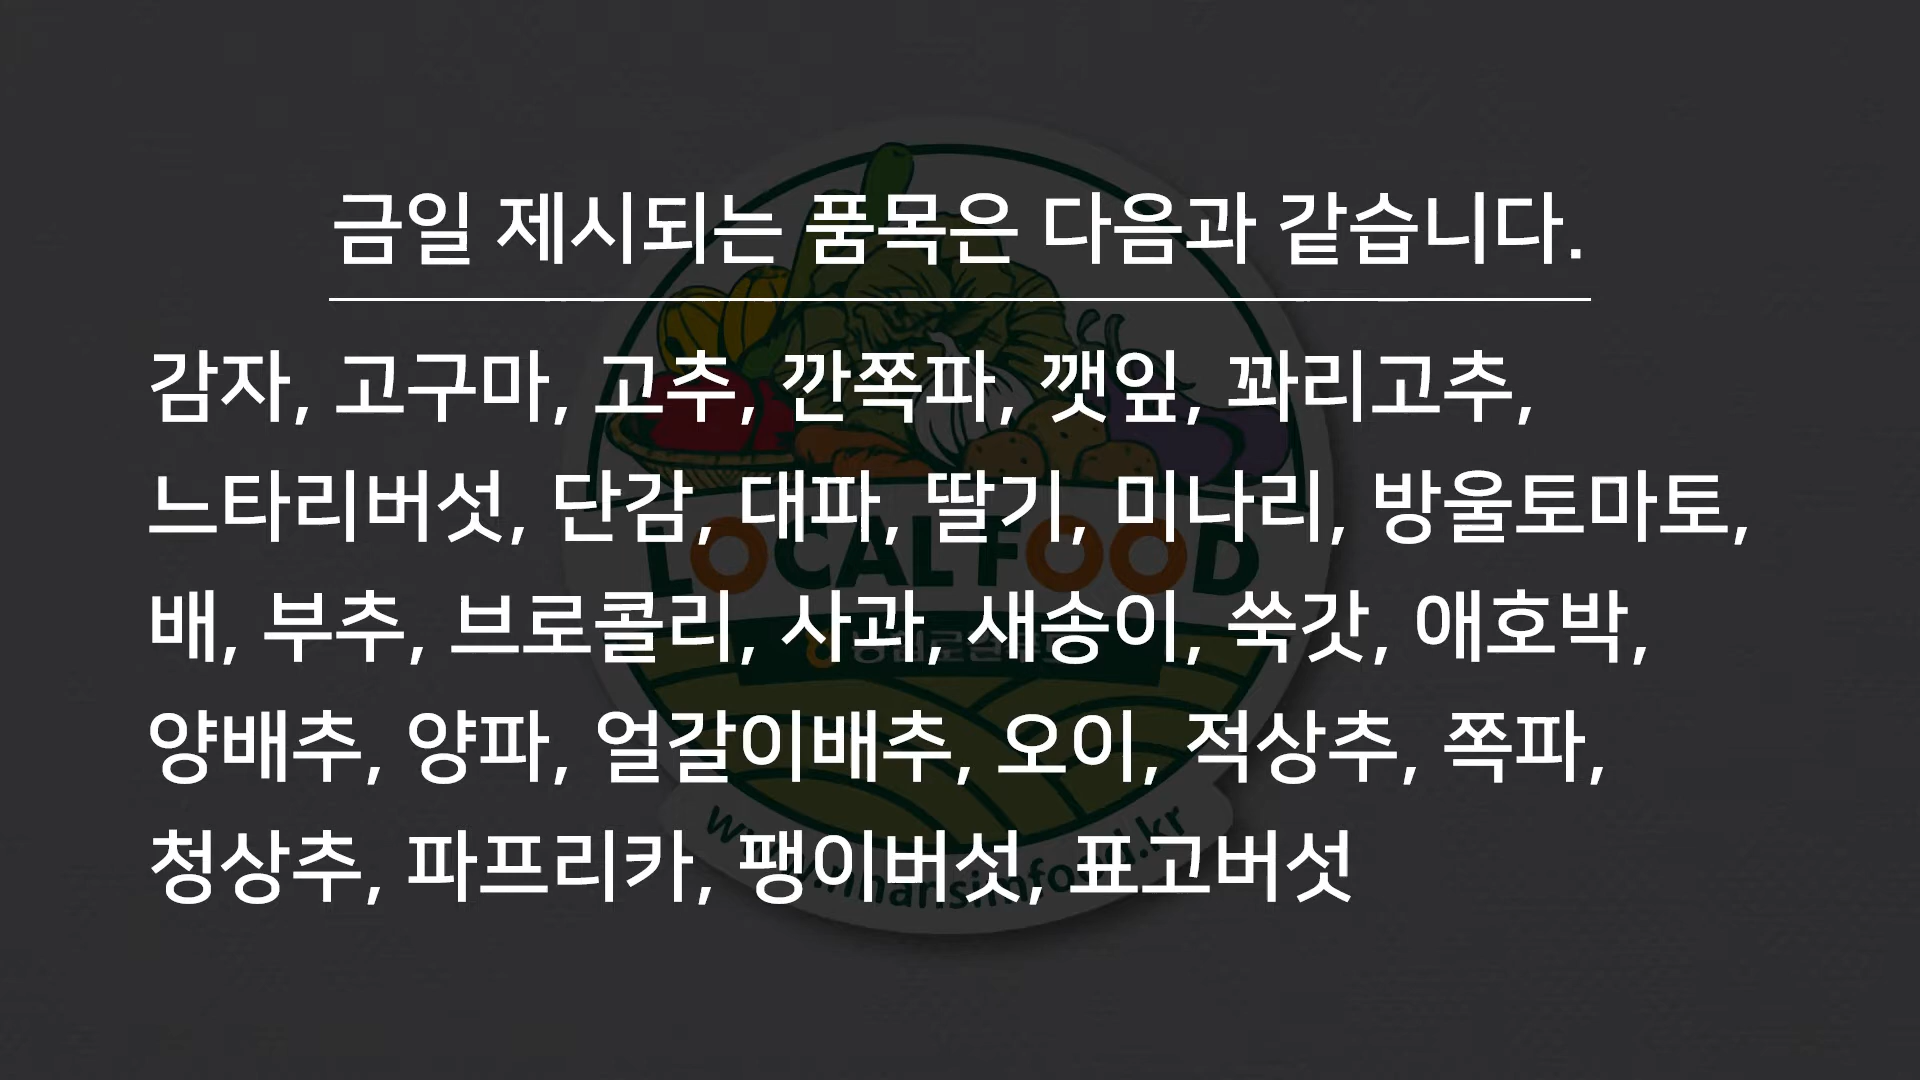 금일 제시되는 품목은 다음과 같습니다.
감자, 고구마, 고추, 깐쪽파, 깻잎, 꽈리고추,
느타리버섯, 단감, 대파, 딸기, 미나리, 방울토마토,
배, 부추, 브로콜리, 사과, 새송이, 쑥갓, 애호박,
양배추, 양파, 얼갈이배추, 오이, 적상추, 쪽파,
청상추, 파프리카, 팽이버섯, 표고버섯
LOCAL FOOD